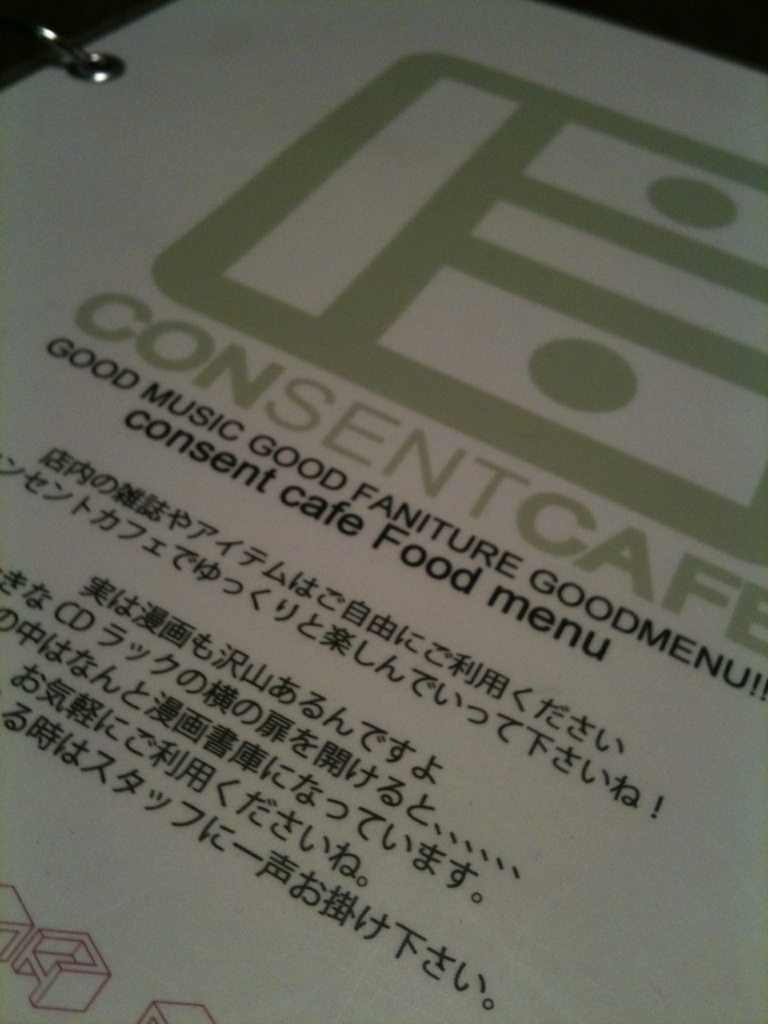 CONSENTCAFE
GOOD MUSIC GOOD FANITURE GOODMENU!!
consent cafe Food menu
店内の雑誌やアイテムはご自由にご利用ください
ンセントカフェでゆっくりと楽しんでいって下さいね！
実は漫画も沢山あるんですよ
きなCDラックの横の扉を開けると、、、、、、
の中はなんと漫画書庫になっています。
お気軽にご利用くださいね。
る時はスタッフに一声お掛け下さい。